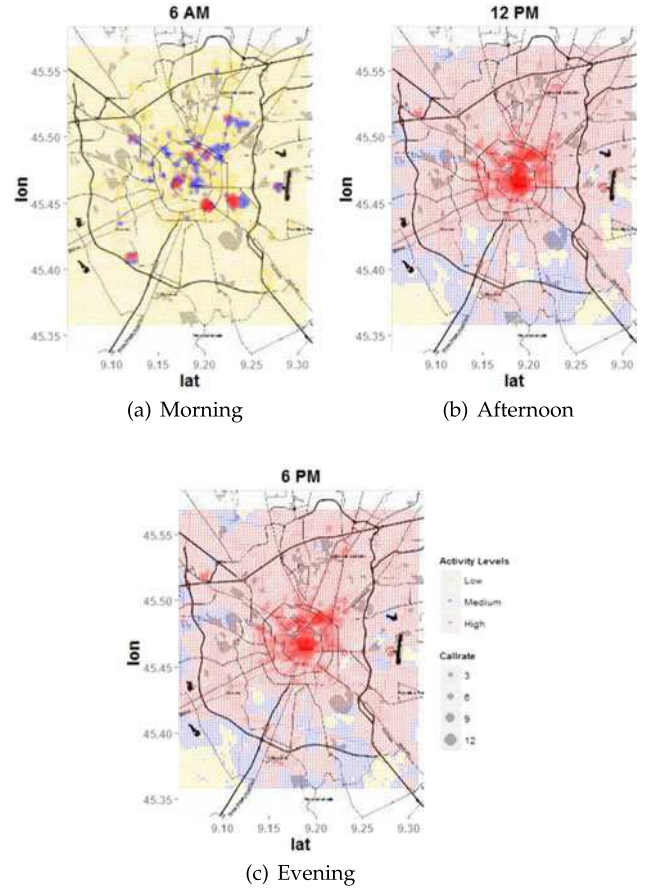 6 AM
12 PM
lon
45.55
45.50
45.45
45.40
45.35
9.10
9.15
9.20
9.25
9.30
lat
lon
45.55
45.50
45.45
45.40
45.35
9.10
9.15
9.20
9.25
9.30
lat
(a) Morning
(b) Afternoon
6 PM
lon
45.55
45.50
45.45
45.40
45.35
9.10
9.15
9.20
9.25
9.30
lat
Activity Levels
Low
Medium
High
Callrate
3
6
9
12
(c) Evening